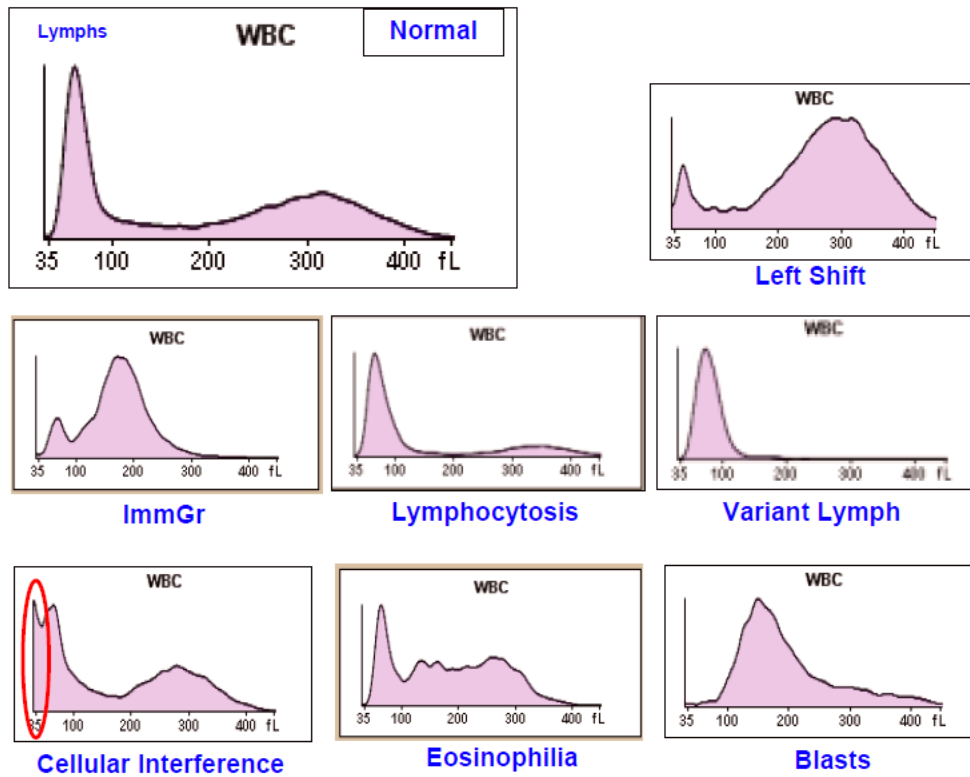 Lymphs
WBC
Normal
35 100 200 300 400 fL
WBC
35 100 200 300 400 fL
Left Shift
WBC
35 100 200 300 400 fL
ImmGr
WBC
35 100 200 300 400 fL
Lymphocytosis
WBC
35 100 200 300 400 fL
Variant Lymph
WBC
35 100 200 300 400 fL
Cellular Interference
WBC
35 100 200 300 400 fL
Eosinophilia
WBC
35 100 200 300 400 fL
Blasts